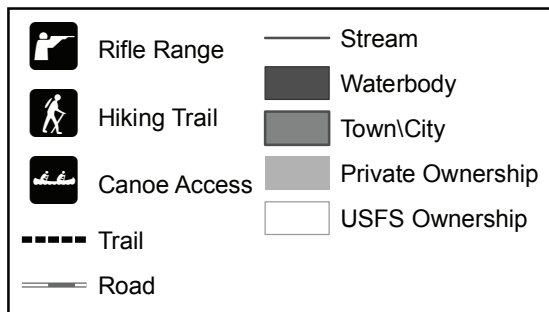 Rifle Range
Hiking Trail
Canoe Access
Trail
Road
Stream
Waterbody
Town\City
Private Ownership
USFS Ownership